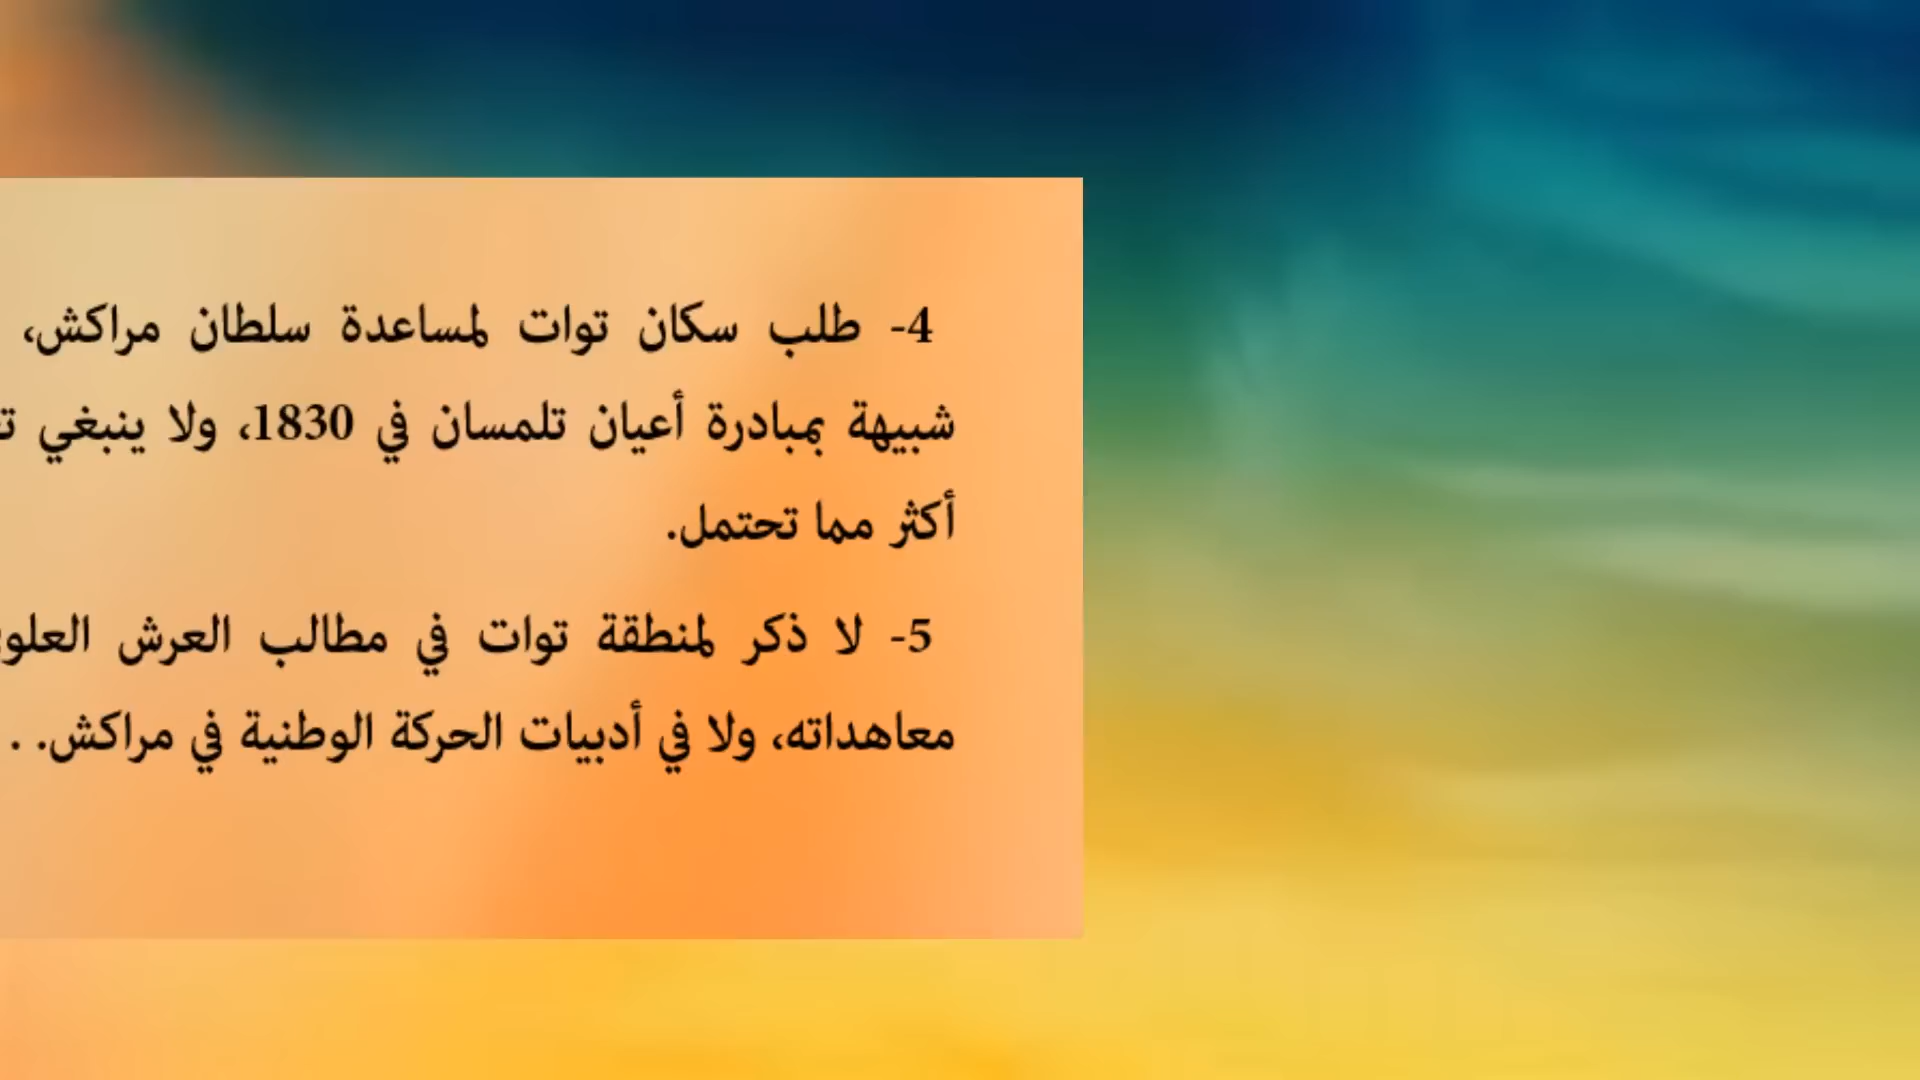 4- طلب سكان توات لمساعدة سلطان مراكش،
شبيهة بمبادرة أعيان تلمسان في 1830، ولا ينبغي
أكثر مما تحتمل.
5- لا ذكر لمنطقة توات في مطالب العرش
معاهداته، ولا في أدبيات الحركة الوطنية في مراكش. .